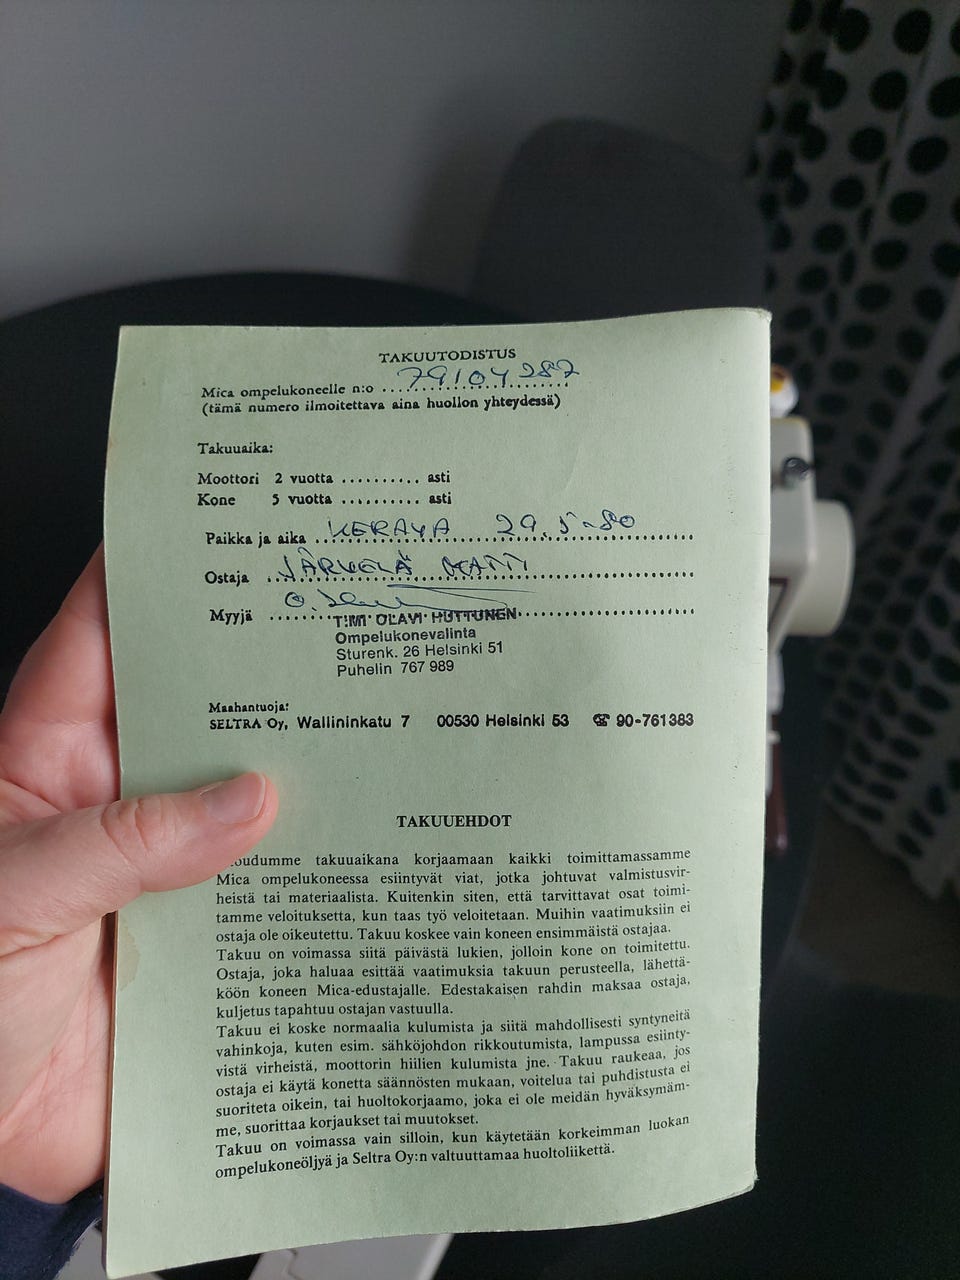 TAKUUTODISTUS
Mica ompelukoneelle n:o 79104287
(tämä numero ilmoitettava aina huollon yhteydessä)
Takuuaika:
Moottori 2 vuotta .......... asti
Kone 5 vuotta .......... asti
Paikka ja aika KERAVA 29.5-80
Ostaja JÄRVELÄ MATTI
Myyjä
T:MI OLAVI HUTTUNEN
Ompelukonevalinta
Sturenk. 26 Helsinki 51
Puhelin 767 989
Maahantuoja:
SELTRA Oy, Wallininkatu 7 00530 Helsinki 53 ☎ 90-761383
TAKUUEHDOT
takuuaikana korjaamaan kaikki toimittamassamme
Mica ompelukoneessa esiintyvät viat, jotka johtuvat valmistusvir-
heistä tai materiaalista. Kuitenkin siten, että tarvittavat osat toimi-
tamme veloituksetta, kun taas työ veloitetaan. Muihin vaatimuksiin ei
ostaja ole oikeutettu. Takuu koskee vain koneen ensimmäistä ostajaa.
Takuu on voimassa siitä päivästä lukien, jolloin kone on toimitettu.
Ostaja, joka haluaa esittää vaatimuksia takuun perusteella, lähettä-
köön koneen Mica-edustajalle. Edestakaisen rahdin maksaa ostaja,
kuljetus tapahtuu ostajan vastuulla.
Takuu ei koske normaalia kulumista ja siitä mahdollisesti syntyneitä
vahinkoja, kuten esim. sähköjohdon rikkoutumista, lampussa esiinty-
vistä virheistä, moottorin hiilien kulumista jne. Takuu raukeaa, jos
ostaja ei käytä konetta säännösten mukaan, voitelua tai puhdistusta ei
suoriteta oikein, tai huoltokorjaamo, joka ei ole meidän hyväksymäm-
me, suorittaa korjaukset tai muutokset.
Takuu on voimassa vain silloin, kun käytetään korkeimman luokan
ompelukoneöljyä ja Seltra Oy:n valtuuttamaa huoltoliikettä.